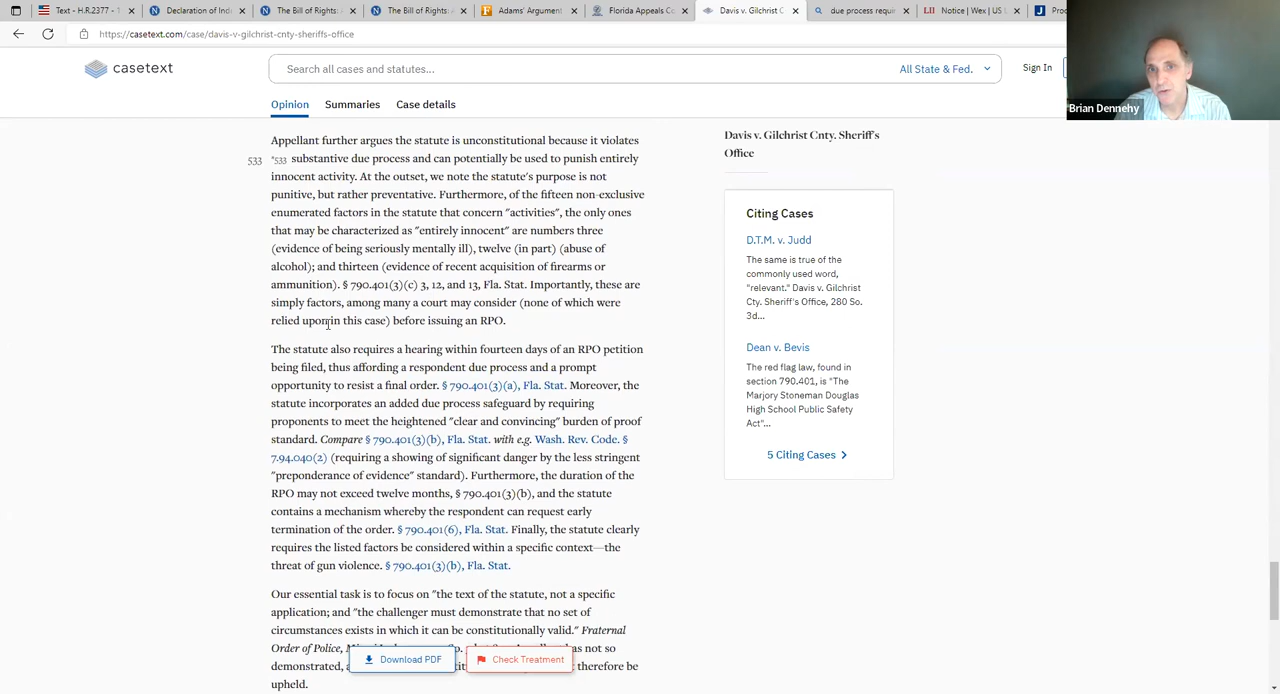 Text - H.R.2377 - 1
Declaration of Inde
The Bill of Rights: A
The Bill of Rights: A
Adams' Argument
Florida Appeals Co
Davis v. Gilchrist C
due process requir
Notice | Wex | US L
Pro
https://casetext.com/case/davis-v-gilchrist-cnty-sheriffs-office
casetext
Search all cases and statutes...
All State & Fed.
Sign In
Brian Dennehy
Opinion
Summaries
Case details
Appellant further argues the statute is unconstitutional because it violates
533 *533 substantive due process and can potentially be used to punish entirely
innocent activity. At the outset, we note the statute's purpose is not
punitive, but rather preventative. Furthermore, of the fifteen non-exclusive
enumerated factors in the statute that concern "activities", the only ones
that may be characterized as "entirely innocent" are numbers three
(evidence of being seriously mentally ill), twelve (in part) (abuse of
alcohol); and thirteen (evidence of recent acquisition of firearms or
ammunition). § 790.401(3)(c) 3, 12, and 13, Fla. Stat. Importantly, these are
simply factors, among many a court may consider (none of which were
relied upon in this case) before issuing an RPO.
The statute also requires a hearing within fourteen days of an RPO petition
being filed, thus affording a respondent due process and a prompt
opportunity to resist a final order. § 790.401(3)(a), Fla. Stat. Moreover, the
statute incorporates an added due process safeguard by requiring
proponents to meet the heightened "clear and convincing" burden of proof
standard. Compare § 790.401(3)(b), Fla. Stat. with e.g. Wash. Rev. Code. §
7.94.040(2) (requiring a showing of significant danger by the less stringent
"preponderance of evidence" standard). Furthermore, the duration of the
RPO may not exceed twelve months, § 790.401(3)(b), and the statute
contains a mechanism whereby the respondent can request early
termination of the order. § 790.401(6), Fla. Stat. Finally, the statute clearly
requires the listed factors be considered within a specific context—the
threat of gun violence. § 790.401(3)(b), Fla. Stat.
Our essential task is to focus on "the text of the statute, not a specific
application; and "the challenger must demonstrate that no set of
circumstances exists in which it can be constitutionally valid." Fraternal
Order of Police,
as not so
demonstrated,
therefore be
upheld.
Download PDF
Check Treatment
Davis v. Gilchrist Cnty. Sheriff's
Office
Citing Cases
D.T.M. v. Judd
The same is true of the
commonly used word,
"relevant." Davis v. Gilchrist
Cty. Sheriff's Office, 280 So.
3d...
Dean v. Bevis
The red flag law, found in
section 790.401, is "The
Marjory Stoneman Douglas
High School Public Safety
Act"...
5 Citing Cases